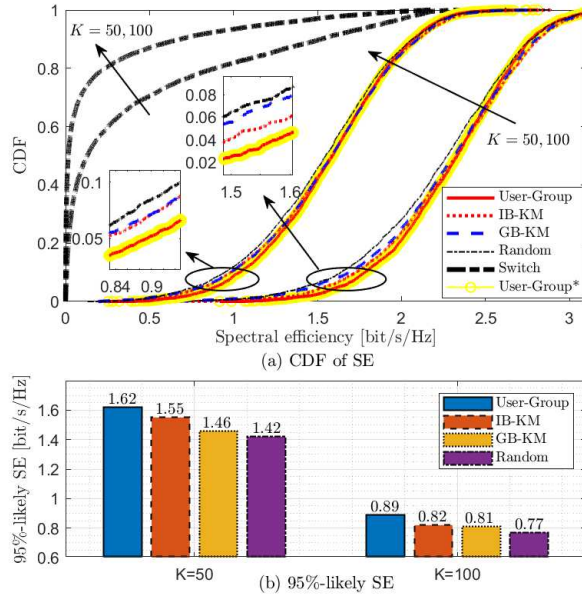 1
0.8
0.6
0.4
0.2
0
CDF
K = 50, 100
0.08
0.06
0.04
0.02
1.5
1.6
K = 50, 100
0.1
0.05
0.84
0.9
User-Group
IB-KM
GB-KM
Random
Switch
User-Group*
0
0.5
1
1.5
2
2.5
3
Spectral efficiency [bit/s/Hz]
(a) CDF of SE
95%-likely SE [bit/s/Hz]
1.6
1.4
1.2
1
0.8
0.6
1.62
1.55
1.46
1.42
0.89
0.82
0.81
0.77
User-Group
IB-KM
GB-KM
Random
K=50
K=100
(b) 95%-likely SE